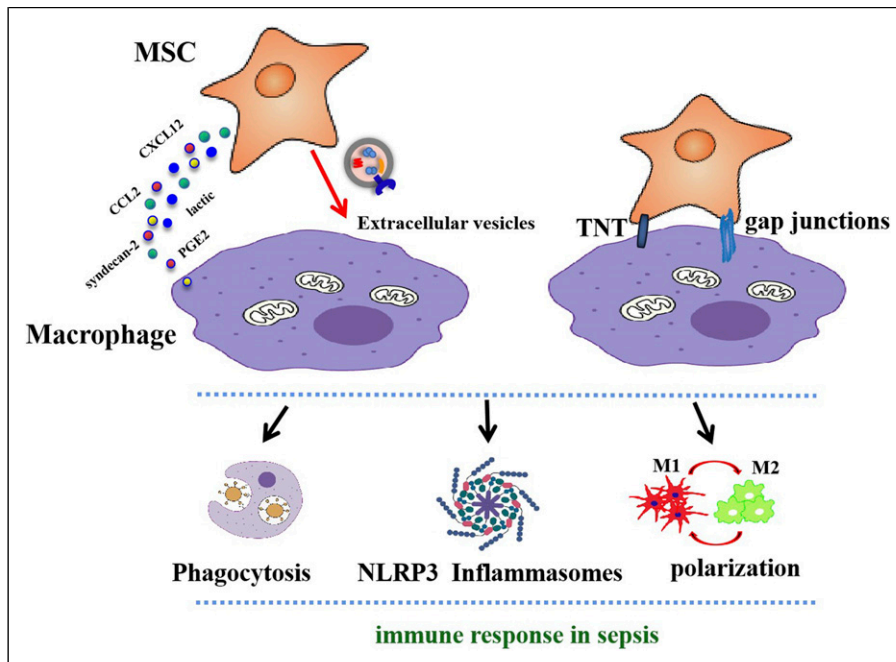 MSC
CXCL12
CCL2
lactic
syndecan-2
PGE2
Extracellular vesicles
Macrophage
TNT
gap junctions
Phagocytosis
NLRP3 Inflammasomes
M1
M2
polarization
immune response in sepsis